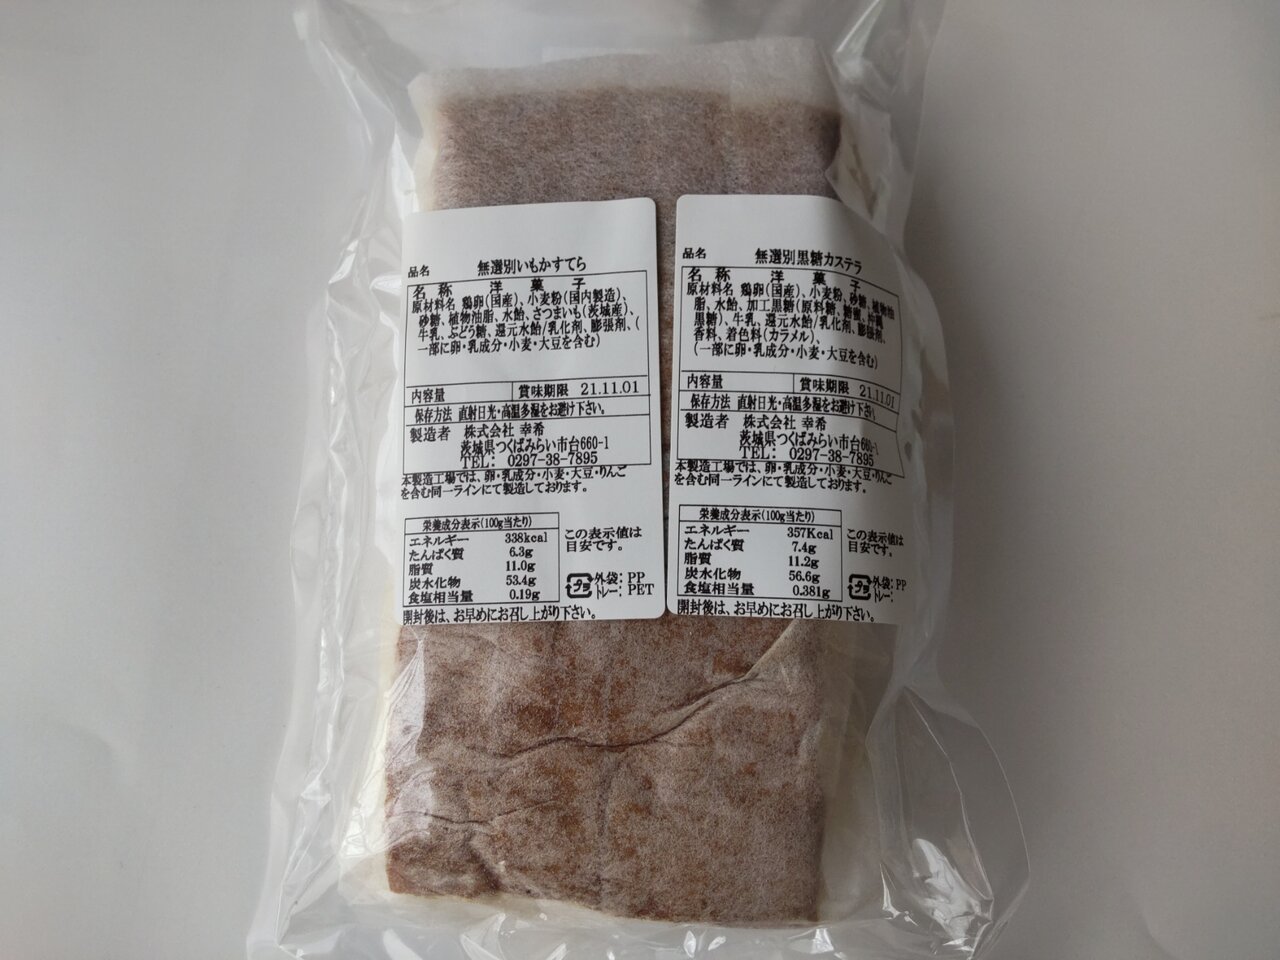 品名 無選別いもかすてら
名称 洋菓子
原材料名 鶏卵(国産)、小麦粉(国内製造)、
砂糖、植物油脂、水飴、さつまいも(茨城産)、
牛乳、ぶどう糖、還元水飴/乳化剤、膨張剤、(
一部に卵・乳成分・小麦・大豆を含む)
内容量 賞味期限 21.11.01
保存方法 直射日光・高温多湿をお避け下さい。
製造者 株式会社 幸希
茨城県つくばみらい市台660-1
TEL: 0297-38-7895
本製造工場では、卵・乳成分・小麦・大豆・りんご
を含む同一ラインにて製造しております。
栄養成分表示(100g当たり)
エネルギー 338kcal
たんぱく質 6.3g
脂質 11.0g
炭水化物 53.4g
食塩相当量 0.19g
この表示値は
目安です。
プラ
外袋: PP
トレー: PET
開封後は、お早めにお召し上がり下さい。
品名 無選別黒糖カステラ
名称 洋菓子
原材料名 鶏卵(国産)、小麦粉、砂糖、植物油
脂、水飴、加工黒糖(原料糖、糖蜜、沖縄
黒糖)、牛乳、還元水飴/乳化剤、膨張剤、
香料、着色料(カラメル)、
(一部に卵・乳成分・小麦・大豆を含む)
内容量 賞味期限 21.11.01
保存方法 直射日光・高温多湿をお避け下さい
製造者 株式会社 幸希
茨城県つくばみらい市台660-1
TEL: 0297-38-7895
本製造工場では、卵・乳成分・小麦・大豆・りんご
を含む同一ラインにて製造しております。
栄養成分表示(100g当たり)
エネルギー 357Kcal
たんぱく質 7.4g
脂質 11.2g
炭水化物 56.6g
食塩相当量 0.381g
この表示値は
目安です。
プラ
外袋: PP
トレー:
開封後は、お早めにお召し上がり下さい。